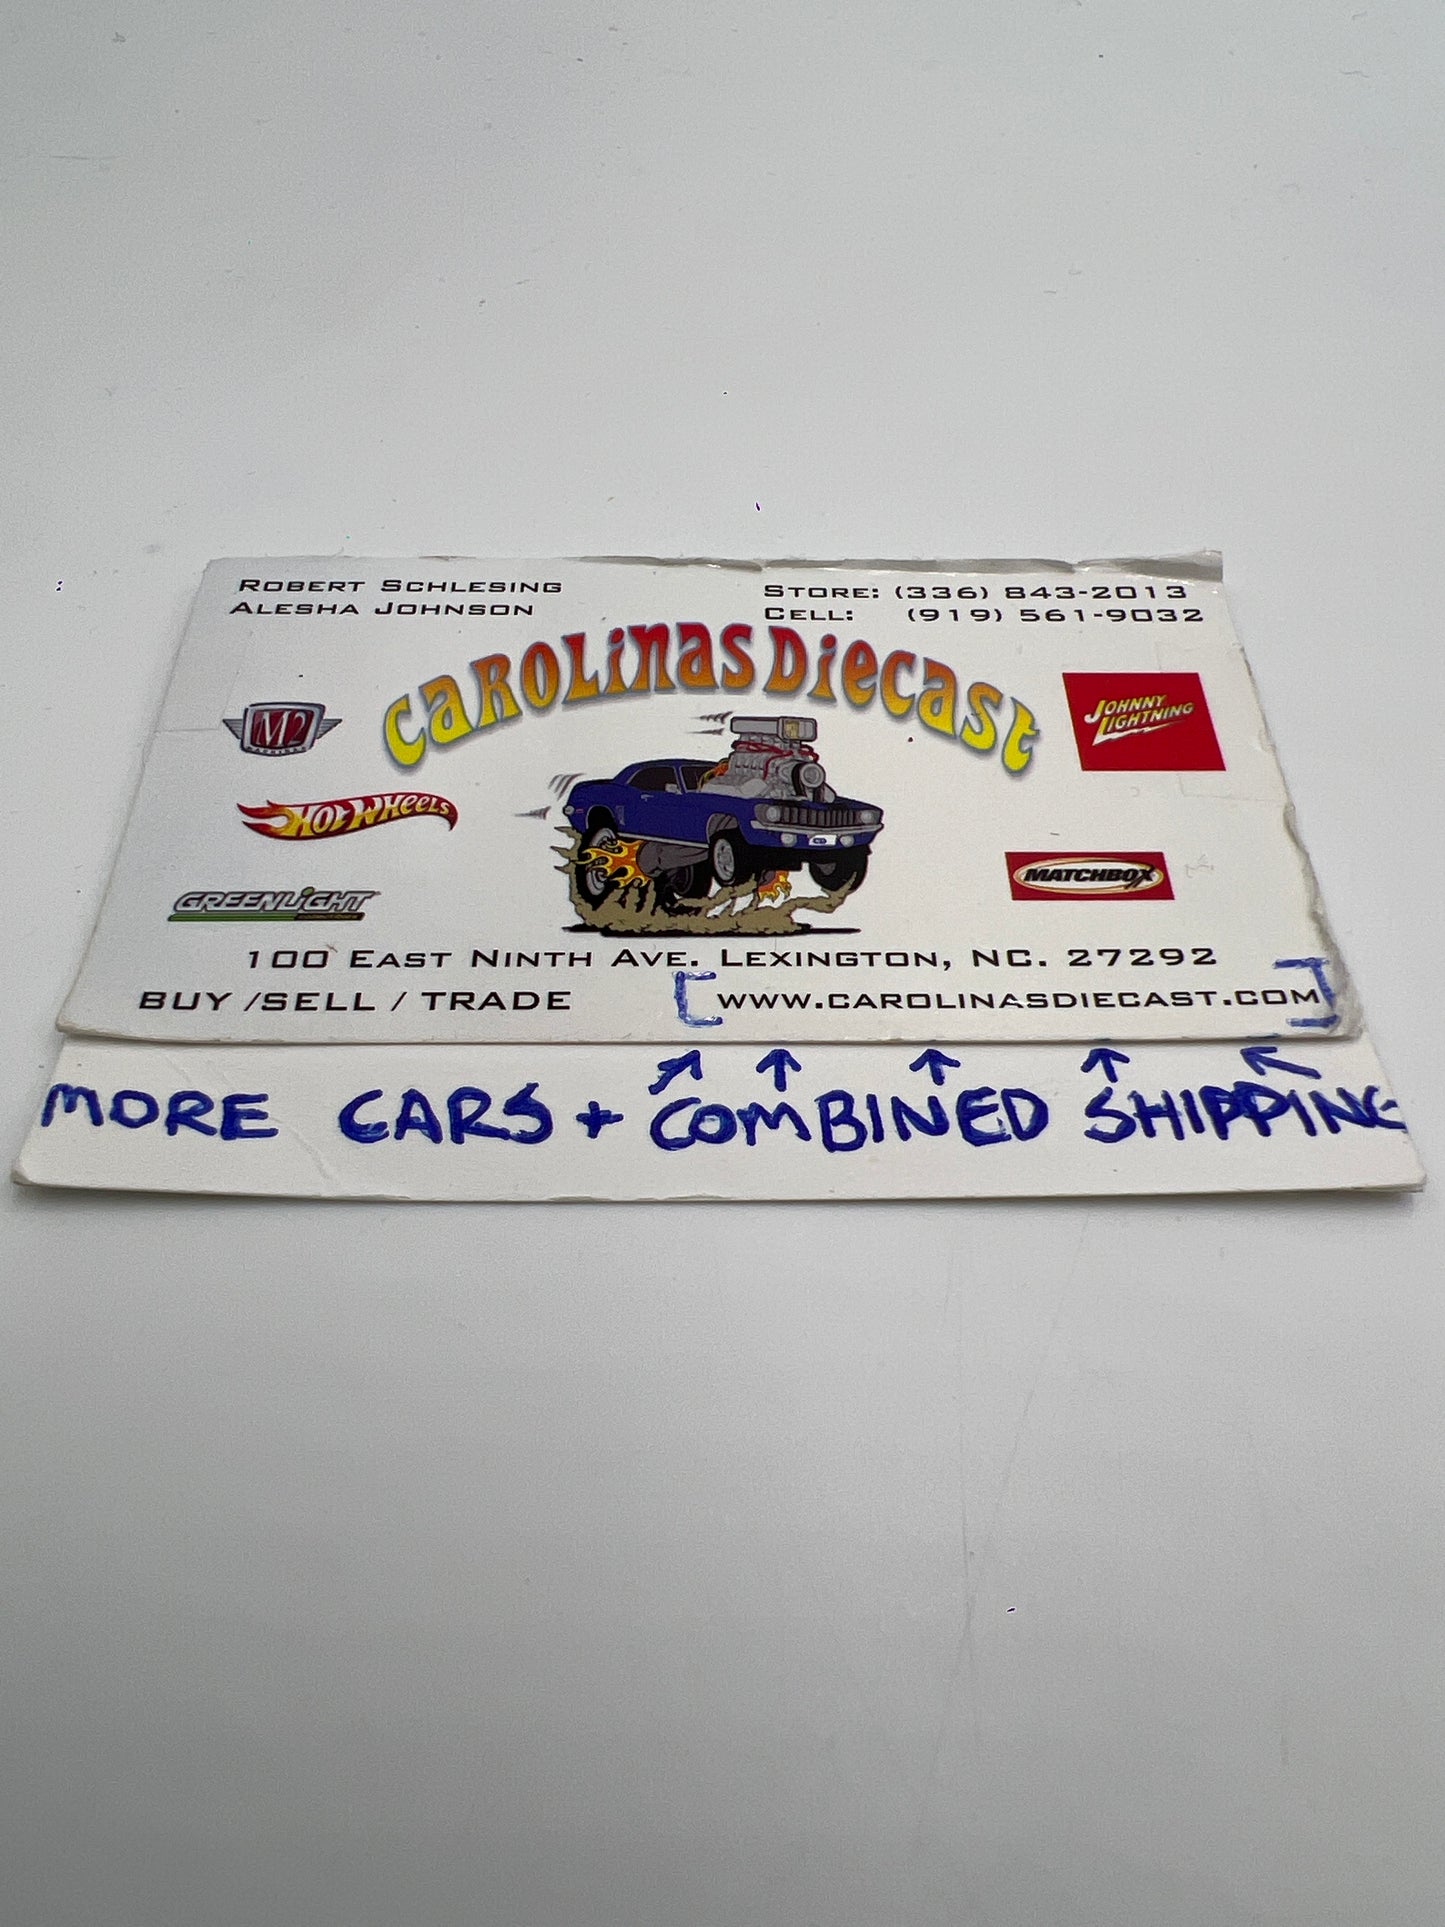 ROBERT SCHLESING
ALESHA JOHNSON
STORE: (336) 843-2013
CELL: (919) 561-9032
CAROLINAS DIECAST
M2
MACHINES
HOT WHEELS
GREENLIGHT
JOHNNY
LIGHTNING
MATCHBOX
100 EAST NINTH AVE. LEXINGTON, NC. 27292
BUY /SELL / TRADE
[WWW.CAROLINASDIECAST.COM]
MORE CARS + COMBINED SHIPPING